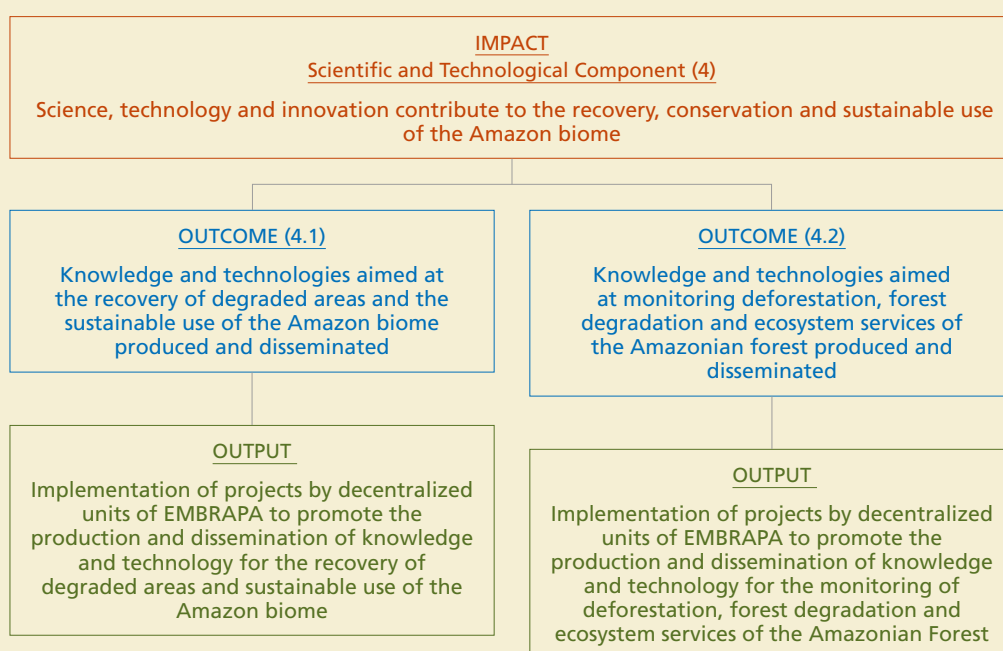 IMPACT
Scientific and Technological Component (4)
Science, technology and innovation contribute to the recovery, conservation and sustainable use
of the Amazon biome
OUTCOME (4.1)
Knowledge and technologies aimed at
the recovery of degraded areas and the
sustainable use of the Amazon biome
produced and disseminated
OUTCOME (4.2)
Knowledge and technologies aimed
at monitoring deforestation, forest
degradation and ecosystem services of
the Amazonian forest produced and
disseminated
OUTPUT
Implementation of projects by decentralized
units of EMBRAPA to promote the
production and dissemination of knowledge
and technology for the recovery of
degraded areas and sustainable use of the
Amazon biome
OUTPUT
Implementation of projects by decentralized
units of EMBRAPA to promote the
production and dissemination of knowledge
and technology for the monitoring of
deforestation, forest degradation and
ecosystem services of the Amazonian Forest